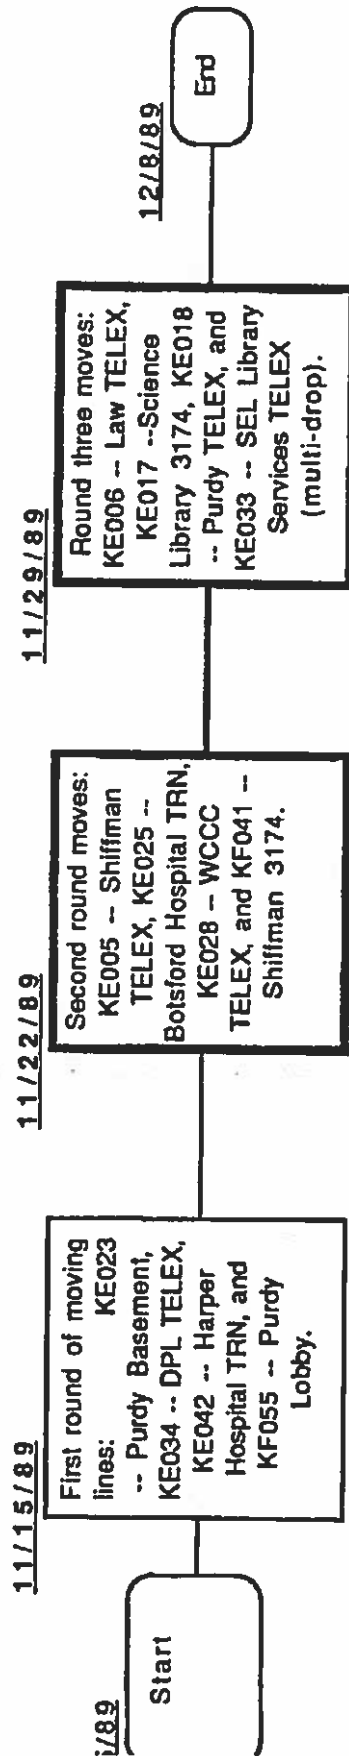 Start
11/15/89
First round of moving
lines: KE023
-- Purdy Basement,
KE034 -- DPL TELEX,
KE042 -- Harper
Hospital TRN, and
KF055 -- Purdy
Lobby.
11/22/89
Second round moves:
KE005 -- Shiffman
TELEX, KE025 --
Botsford Hospital TRN,
KE028 -- WCCC
TELEX, and KF041 --
Shiffman 3174.
11/29/89
Round three moves:
KE006 -- Law TELEX,
KE017 --Science
Library 3174, KE018
-- Purdy TELEX, and
KE033 -- SEL Library
Services TELEX
(multi-drop).
12/8/89
End